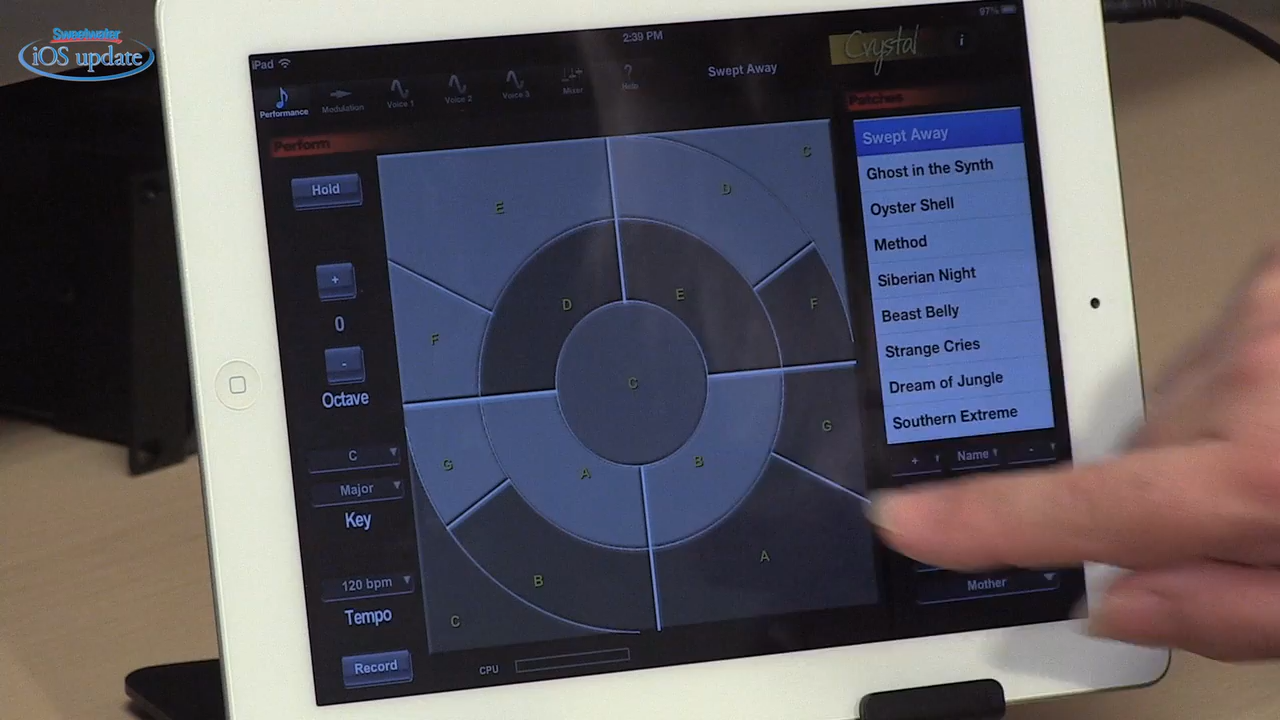 Sweetwater
iOS update
iPad
2:39 PM
97%
Performance
Modulation
Voice 1
Voice 2
Voice 3
Mixer
Help
Swept Away
Crystal
i
Perform
Patches
Hold
+
0
-
Octave
C
Major
Key
120 bpm
Tempo
Record
CPU
E
D
C
D
E
F
F
C
G
A
B
G
B
A
C
Swept Away
Ghost in the Synth
Oyster Shell
Method
Siberian Night
Beast Belly
Strange Cries
Dream of Jungle
Southern Extreme
+ Name -
Mother